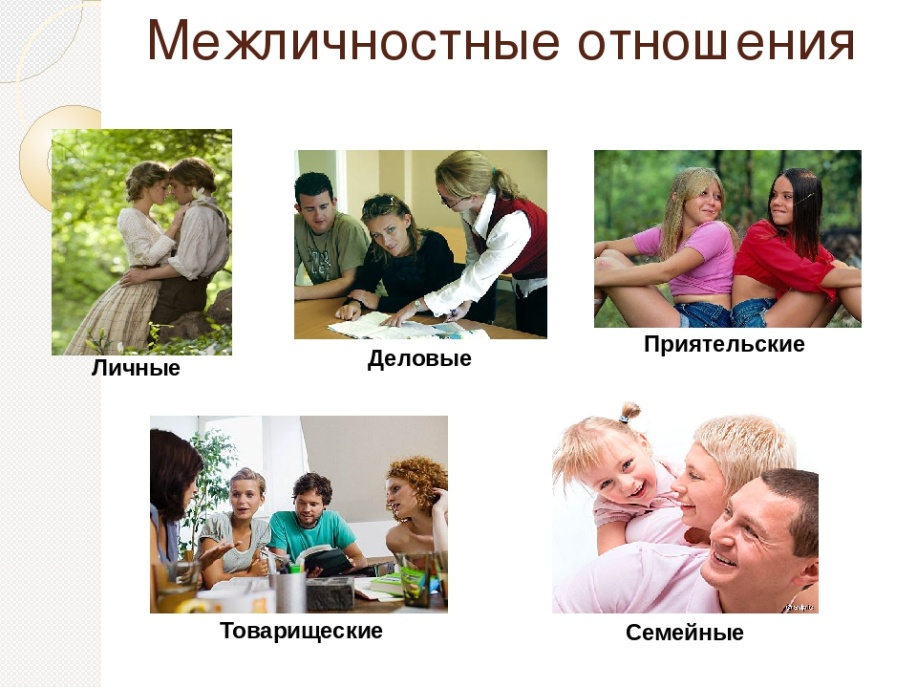 Межличностные отношения
Личные
Деловые
Приятельские
Товарищеские
Семейные